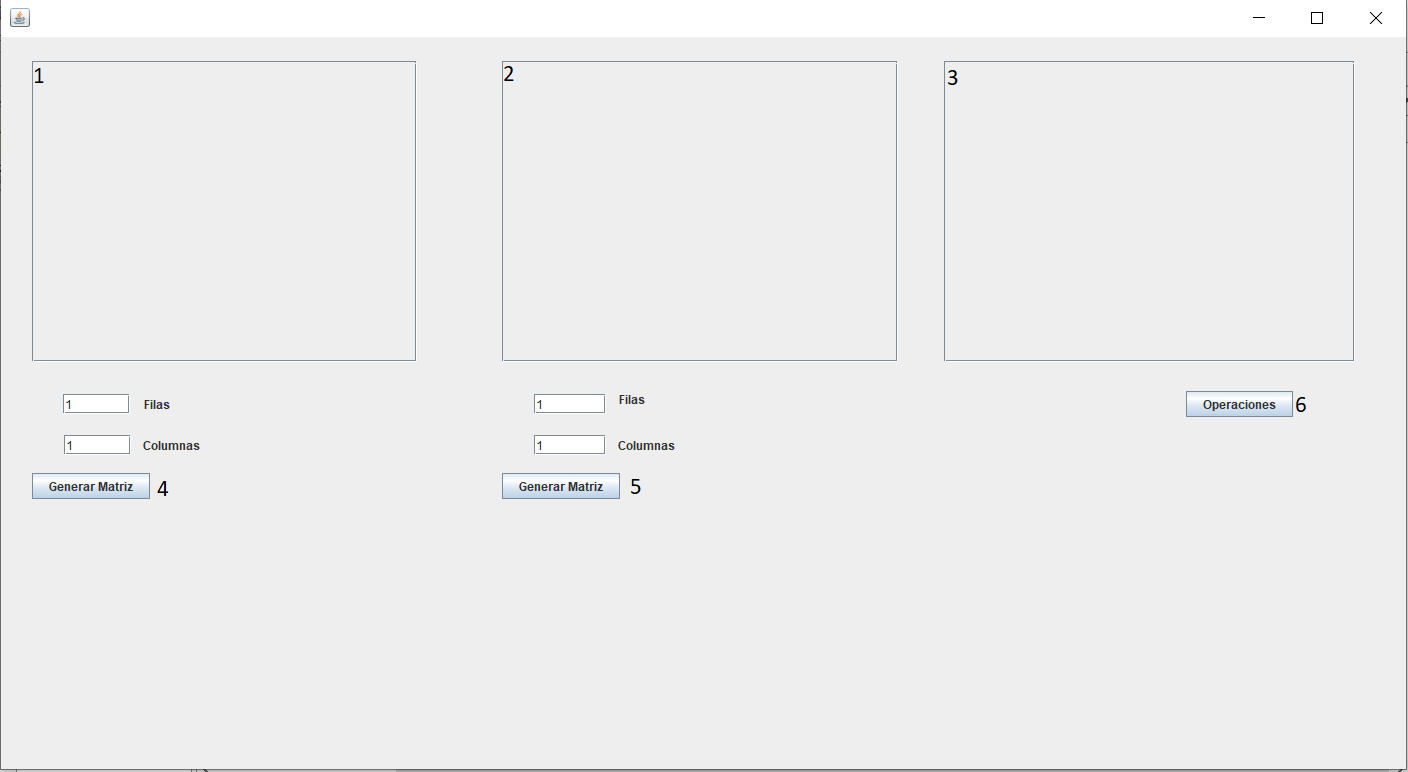 1
2
3
1 Filas
1 Filas
Operaciones 6
1 Columnas
1 Columnas
Generar Matriz 4
Generar Matriz 5